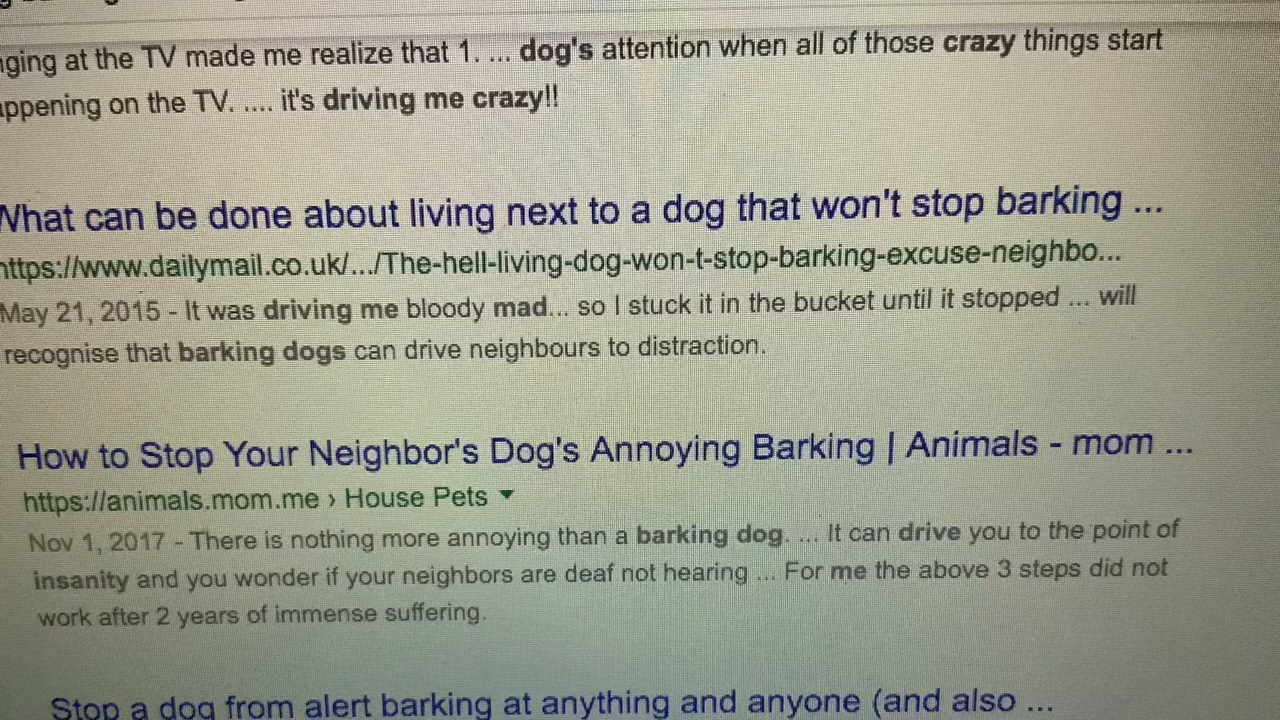 at the TV made me realize that 1. ... dog's attention when all of those crazy things start
on the TV. .... it's driving me crazy!!
What can be done about living next to a dog that won't stop barking ...
https://www.dailymail.co.uk/.../The-hell-living-dog-won-t-stop-barking-excuse-neighbo...
May 21, 2015 - It was driving me bloody mad... so I stuck it in the bucket until it stopped ... will
recognise that barking dogs can drive neighbours to distraction.
How to Stop Your Neighbor's Dog's Annoying Barking | Animals - mom ...
https://animals.mom.me › House Pets
Nov 1, 2017 - There is nothing more annoying than a barking dog. ... It can drive you to the point of
insanity and you wonder if your neighbors are deaf not hearing ... For me the above 3 steps did not
work after 2 years of immense suffering.
Stop a dog from alert barking at anything and anyone (and also ...